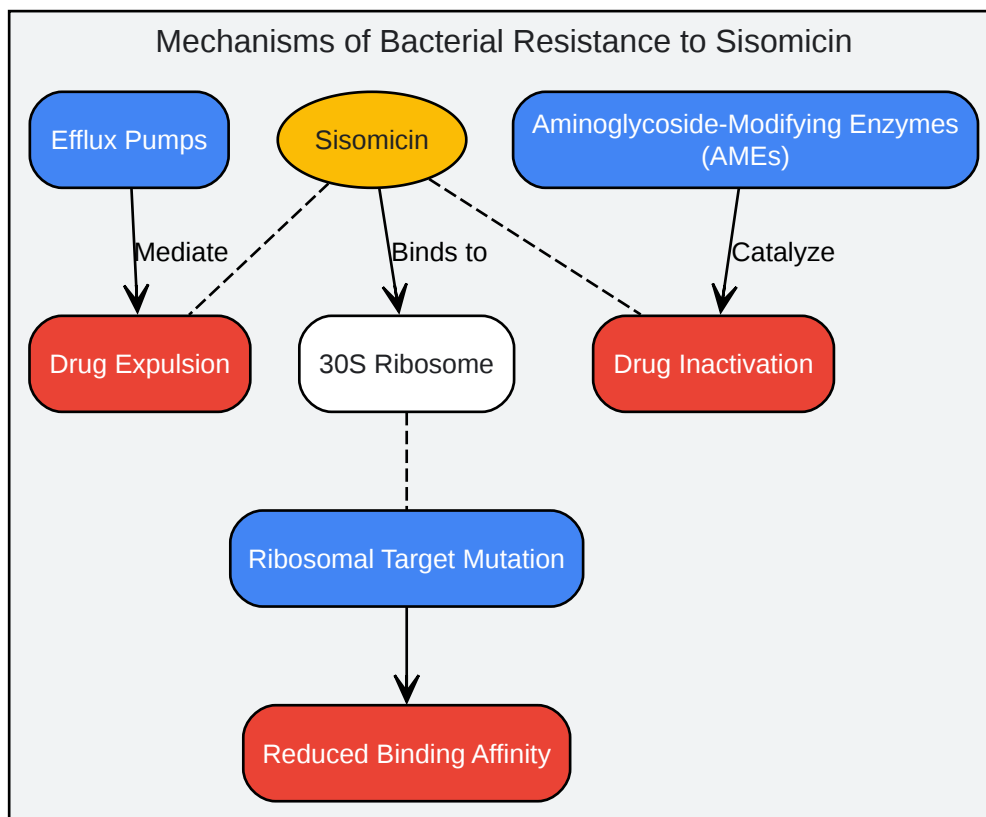 Mechanisms of Bacterial Resistance to Sisomicin
Efflux Pumps
Sisomicin
Aminoglycoside-Modifying Enzymes
(AMEs)
Mediate
Binds to
Catalyze
Drug Expulsion
30S Ribosome
Drug Inactivation
Ribosomal Target Mutation
Reduced Binding Affinity